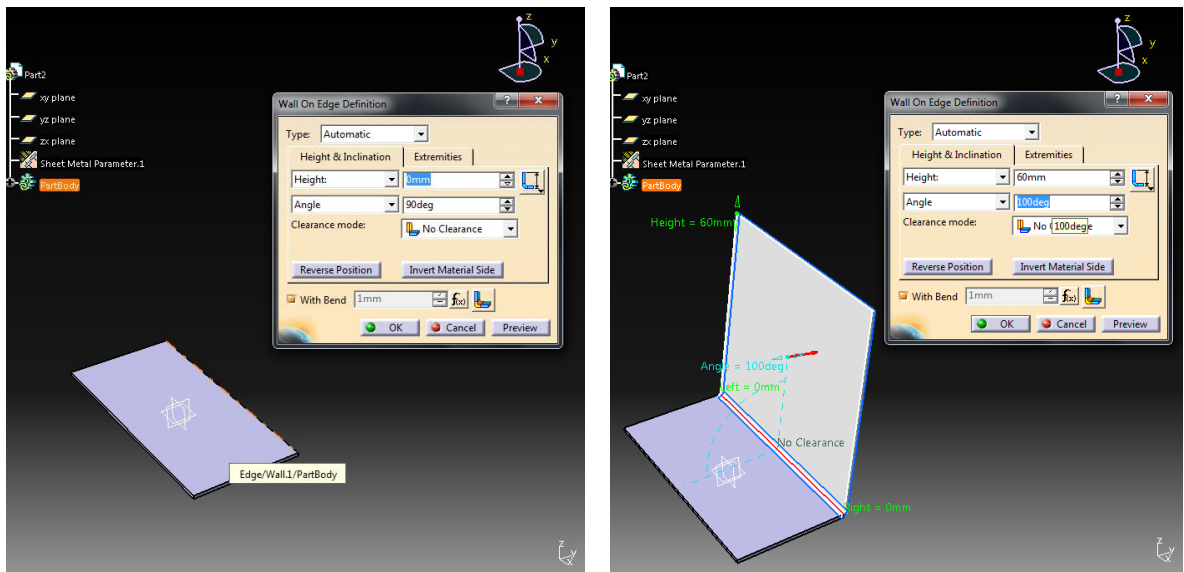 z
y
x
Part2
xy plane
yz plane
zx plane
Sheet Metal Parameter.1
PartBody
Wall On Edge Definition
?
x
Type: Automatic
Height & Inclination Extremities
Height: 0mm
Angle 90deg
Clearance mode: No Clearance
Reverse Position Invert Material Side
With Bend 1mm f(x)
OK Cancel Preview
Edge/Wall.1/PartBody
z
y
x
z
y
x
Part2
xy plane
yz plane
zx plane
Sheet Metal Parameter.1
PartBody
Wall On Edge Definition
?
x
Type: Automatic
Height & Inclination Extremities
Height: 60mm
Angle 100deg
Clearance mode: No C 100deg e
Reverse Position Invert Material Side
With Bend 1mm f(x)
OK Cancel Preview
Height = 60mm
Angle = 100deg
Left = 0mm
No Clearance
Right = 0mm
z
y
x